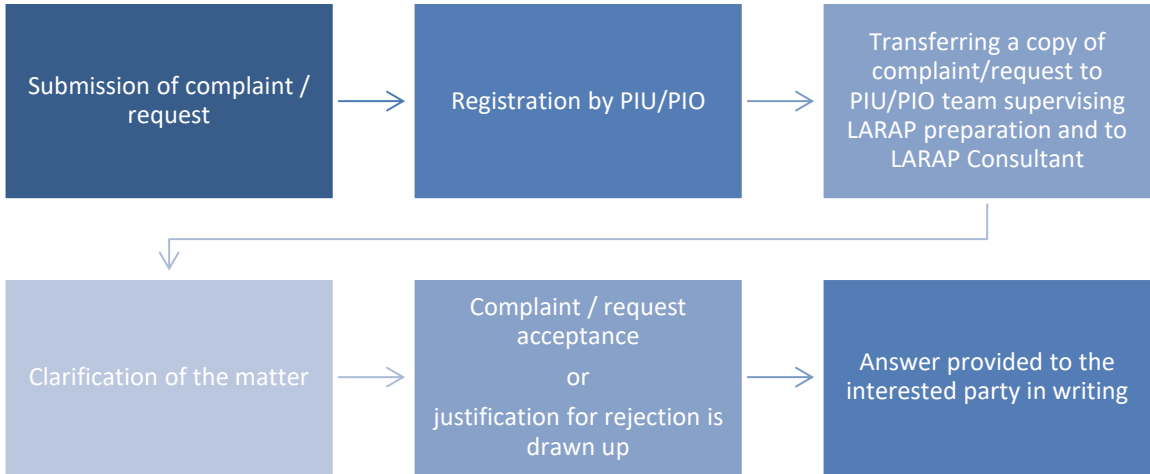 Submission of complaint /
request
Registration by PIU/PIO
Transferring a copy of
complaint/request to
PIU/PIO team supervising
LARAP preparation and to
LARAP Consultant
Clarification of the matter
Complaint / request
acceptance
or
justification for rejection is
drawn up
Answer provided to the
interested party in writing